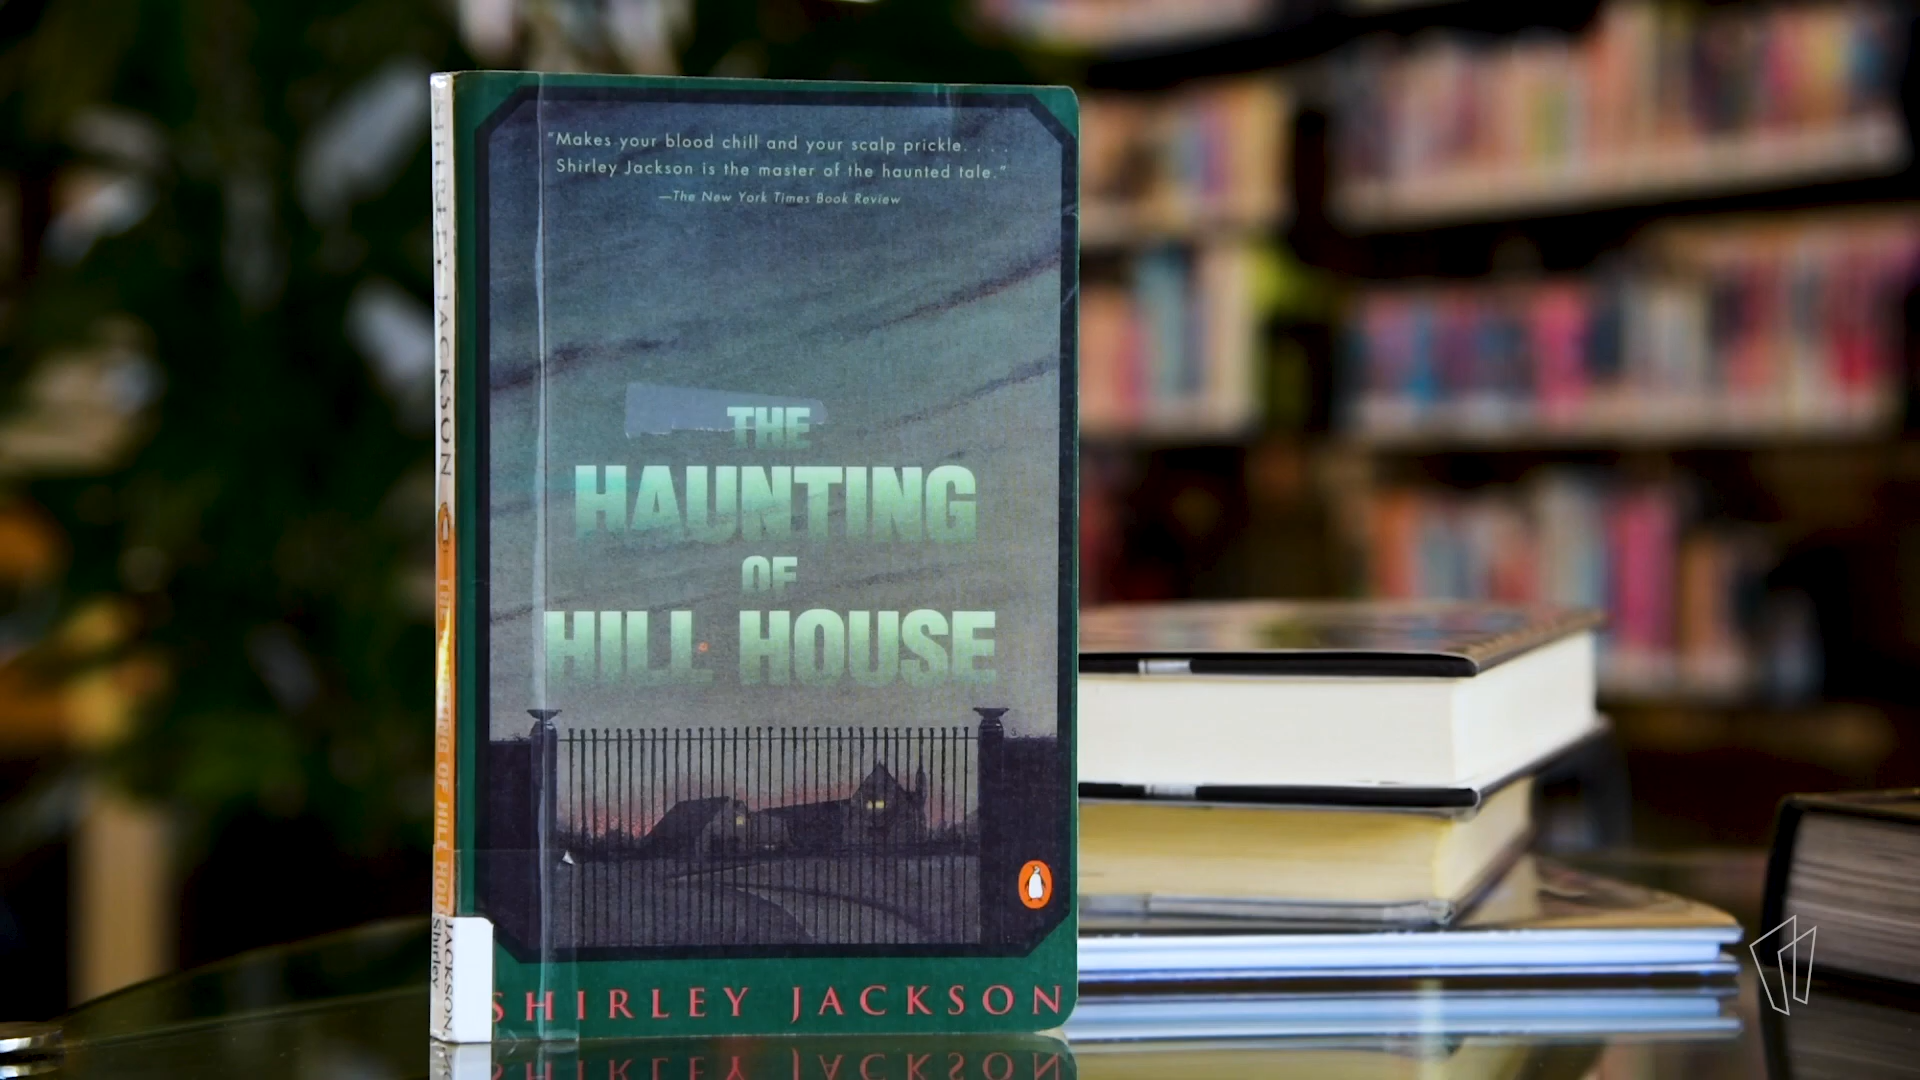 "Makes your blood chill and your scalp prickle. . . .
Shirley Jackson is the master of the haunted tale."
—The New York Times Book Review
THE
HAUNTING
OF
HILL HOUSE
SHIRLEY JACKSON
SHIRLEY JACKSON
THE HAUNTING OF HILL HOUSE
JACKSON,
Shirley